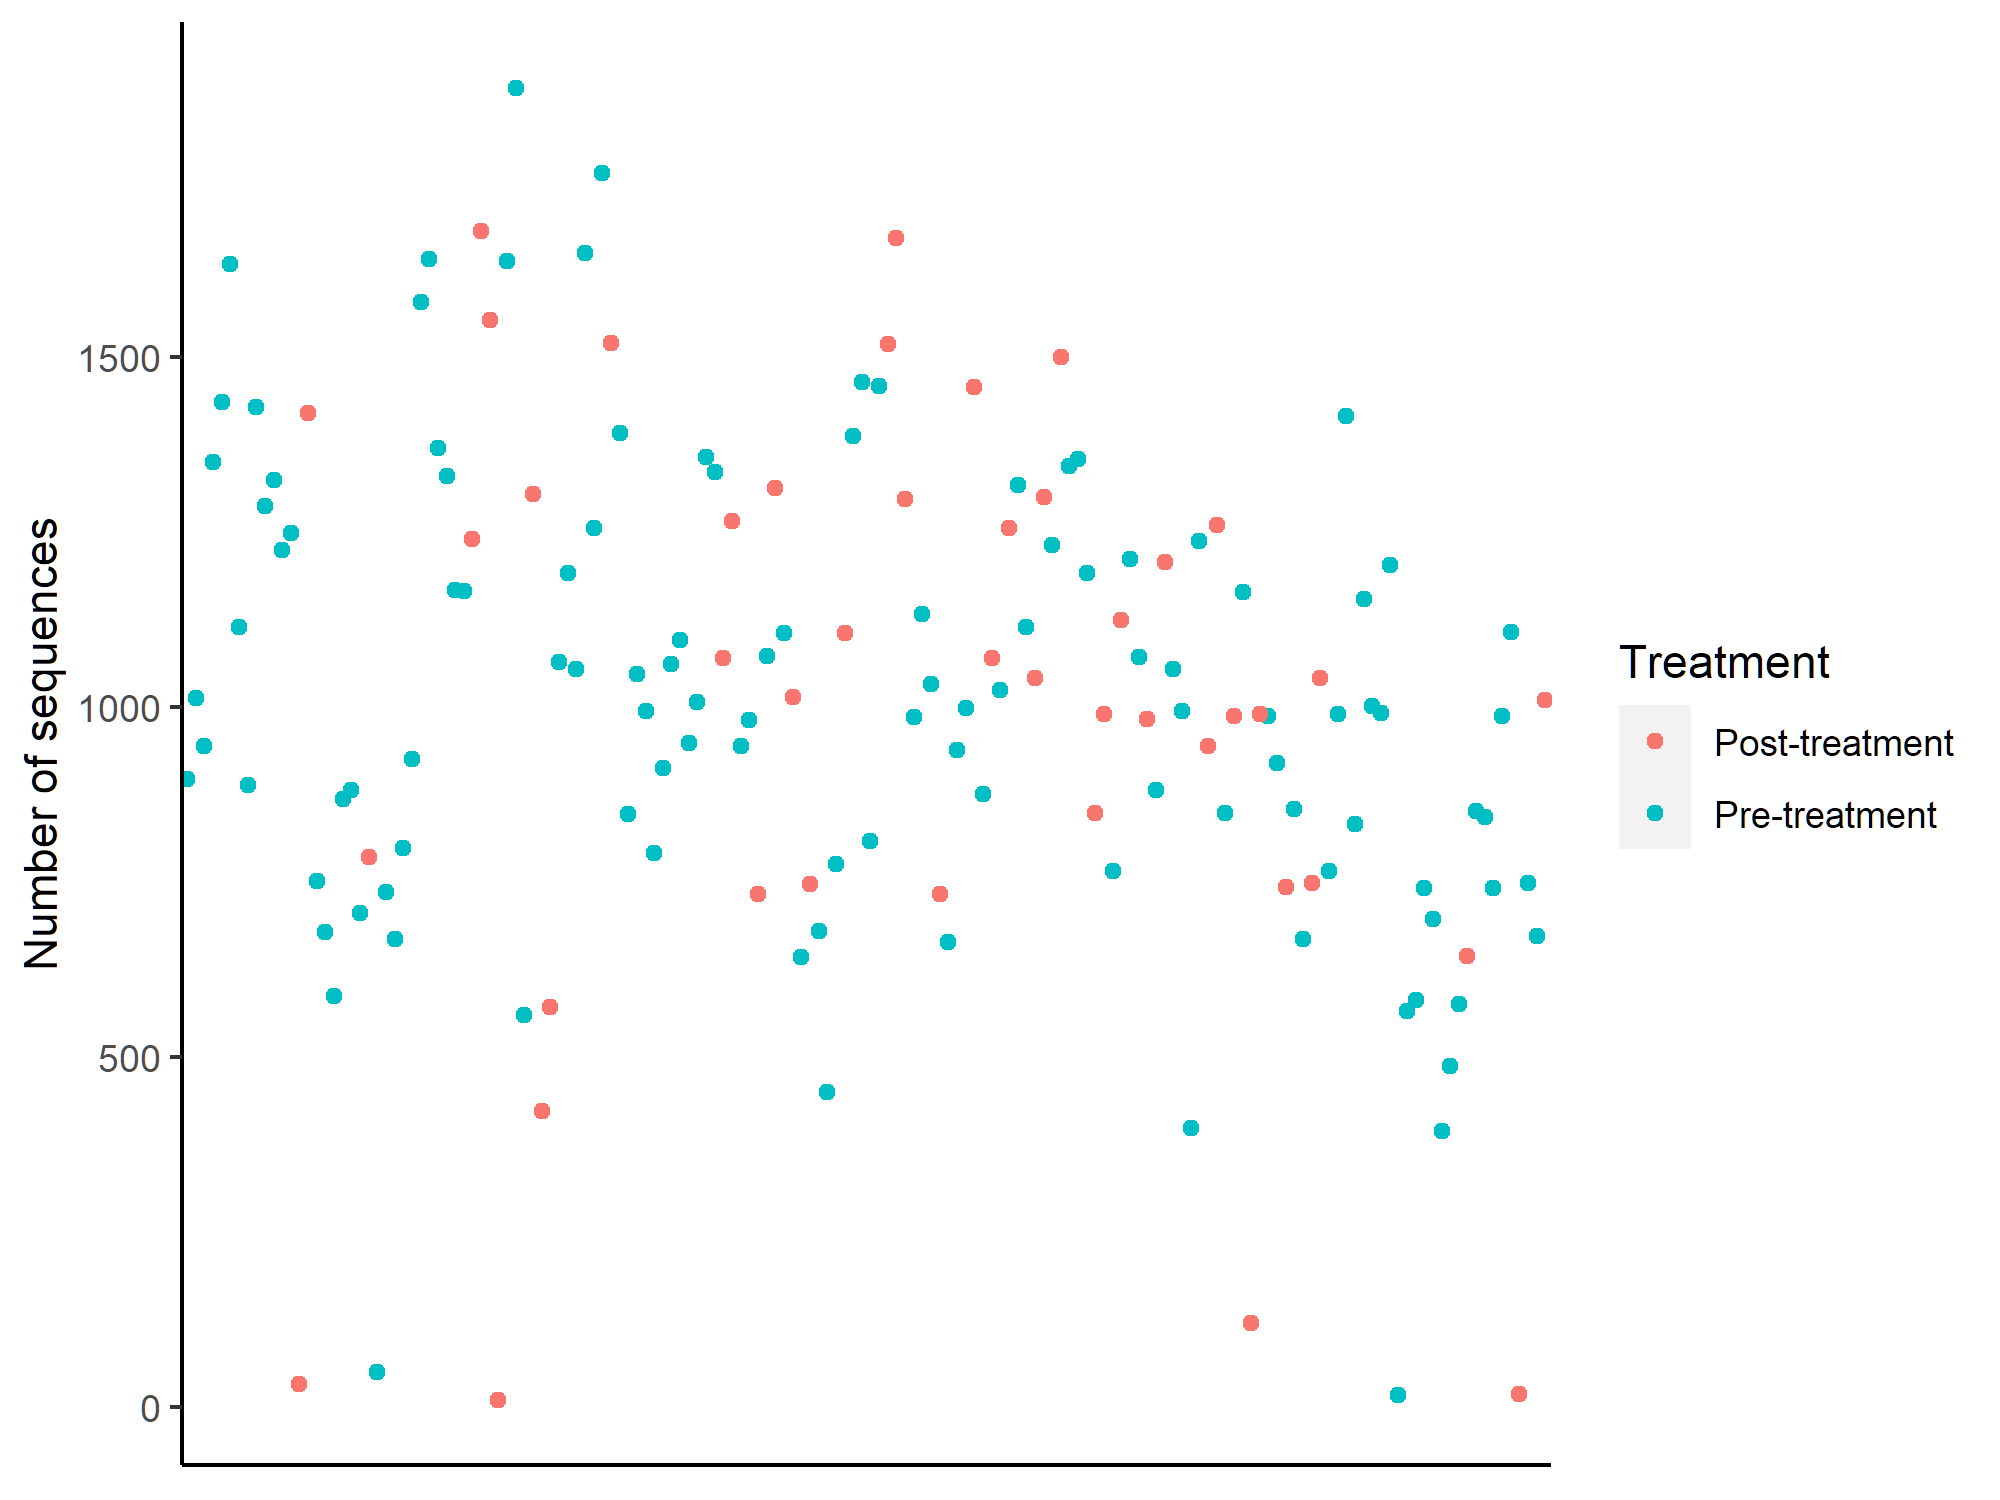 Number of sequences
1500
1000
500
0
Treatment
Post-treatment
Pre-treatment